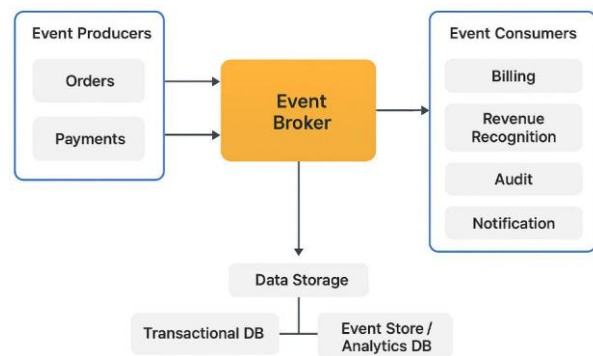 Event Producers
Orders
Payments
Event
Broker
Event Consumers
Billing
Revenue
Recognition
Audit
Notification
Data Storage
Transactional DB
Event Store /
Analytics DB